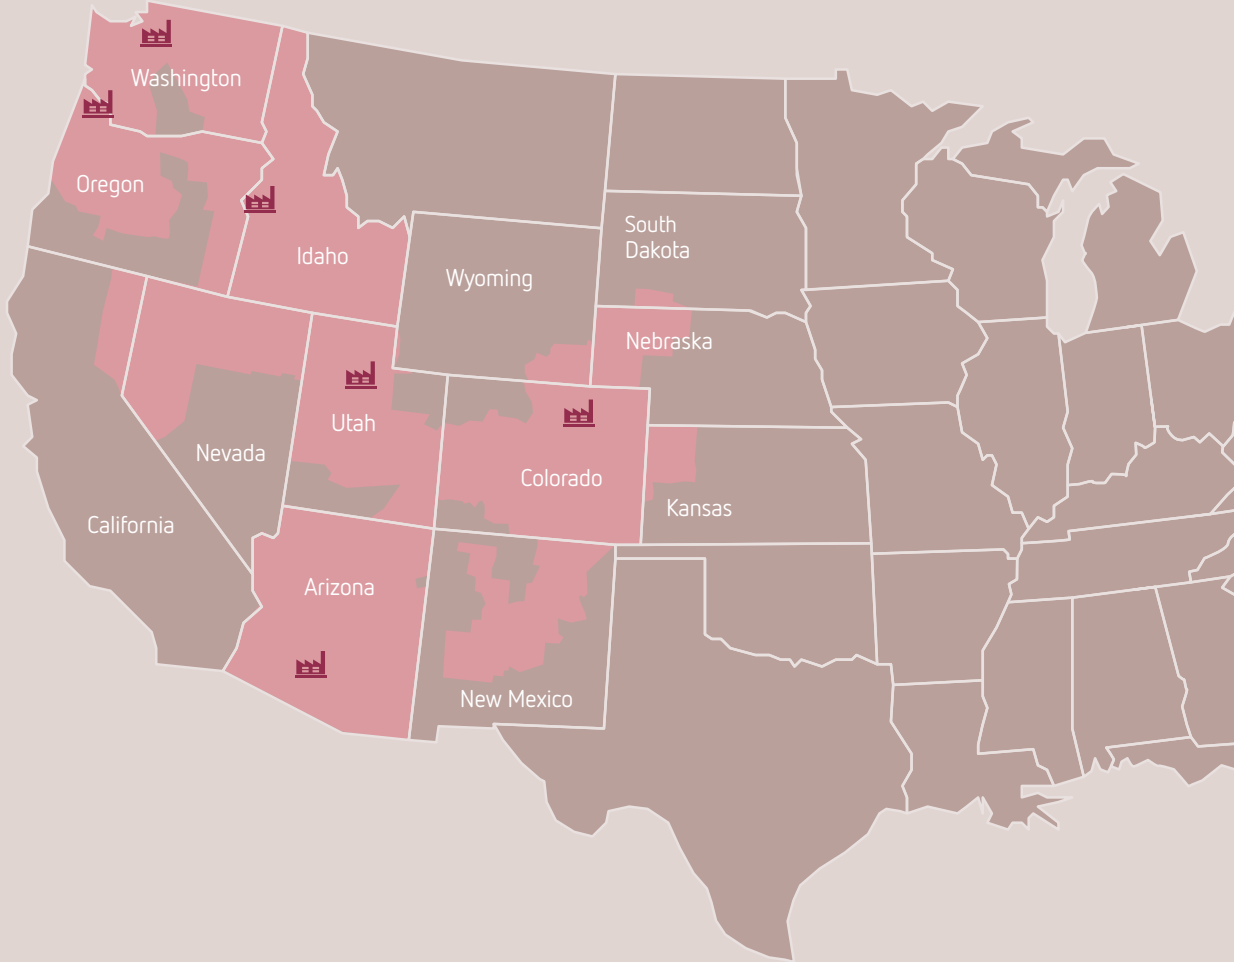 Washington
Oregon
Idaho
South
Dakota
Wyoming
Nebraska
Utah
Nevada
Colorado
Kansas
California
Arizona
New Mexico